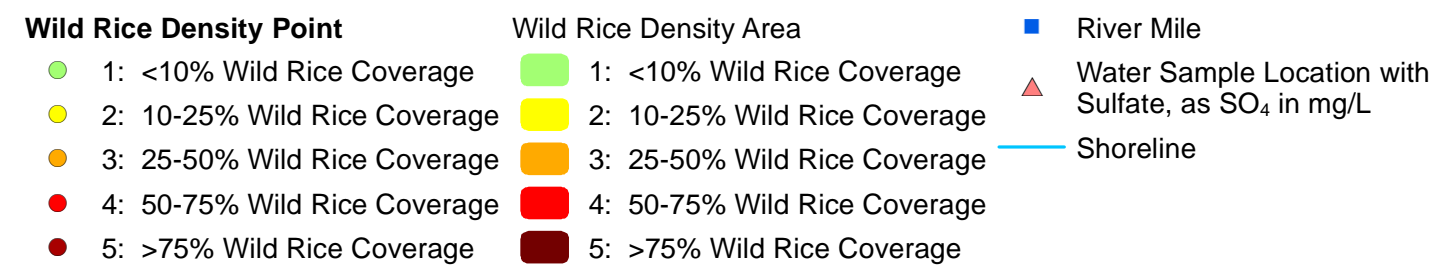 Wild Rice Density Point
1: <10% Wild Rice Coverage
2: 10-25% Wild Rice Coverage
3: 25-50% Wild Rice Coverage
4: 50-75% Wild Rice Coverage
5: >75% Wild Rice Coverage
Wild Rice Density Area
1: <10% Wild Rice Coverage
2: 10-25% Wild Rice Coverage
3: 25-50% Wild Rice Coverage
4: 50-75% Wild Rice Coverage
5: >75% Wild Rice Coverage
River Mile
Water Sample Location with
Sulfate, as SO₄ in mg/L
Shoreline